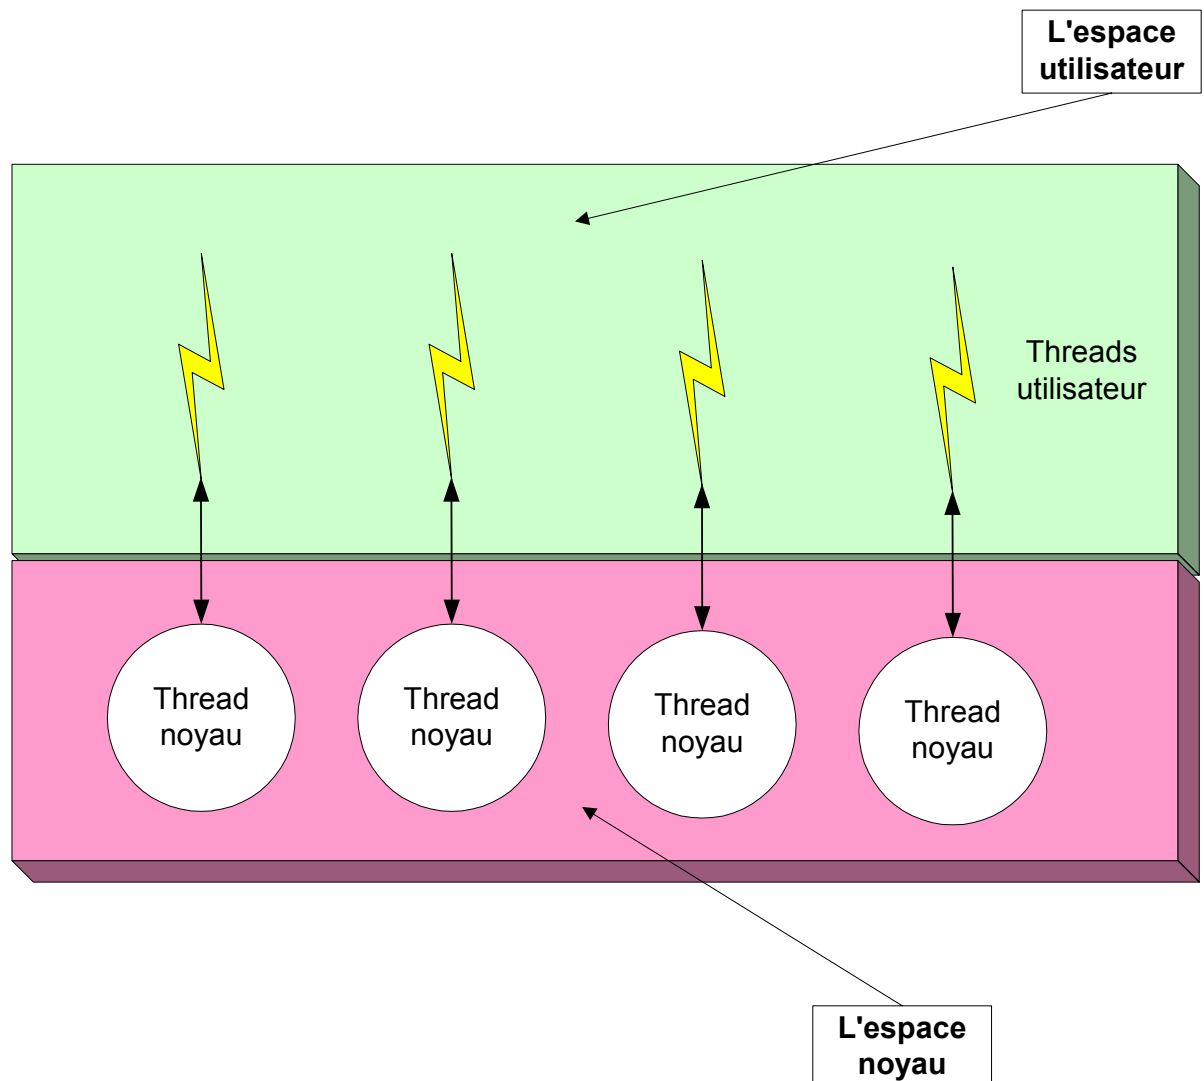 L'espace
utilisateur
Threads
utilisateur
Thread
noyau
Thread
noyau
Thread
noyau
Thread
noyau
L'espace
noyau